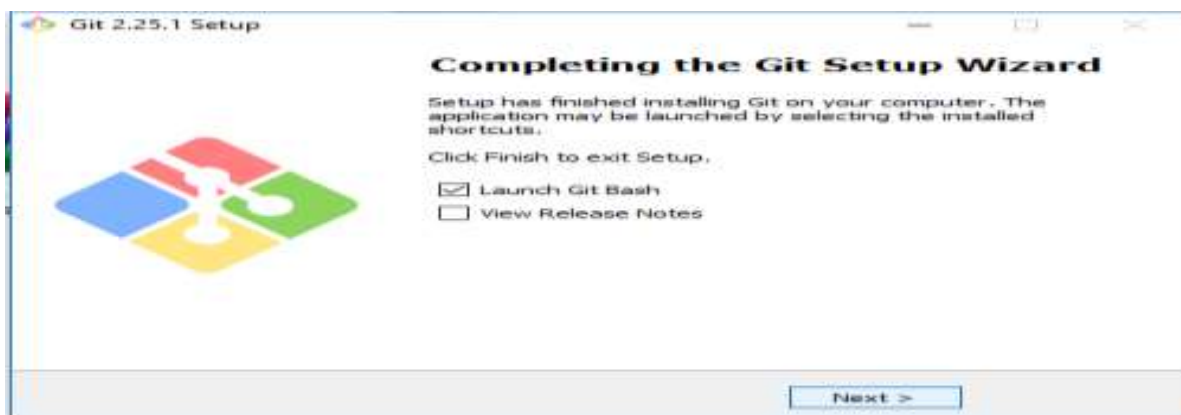 Git 2.25.1 Setup
Completing the Git Setup Wizard
Setup has finished installing Git on your computer. The
application may be launched by selecting the installed
shortcuts.
Click Finish to exit Setup.
Launch Git Bash
View Release Notes
Next >